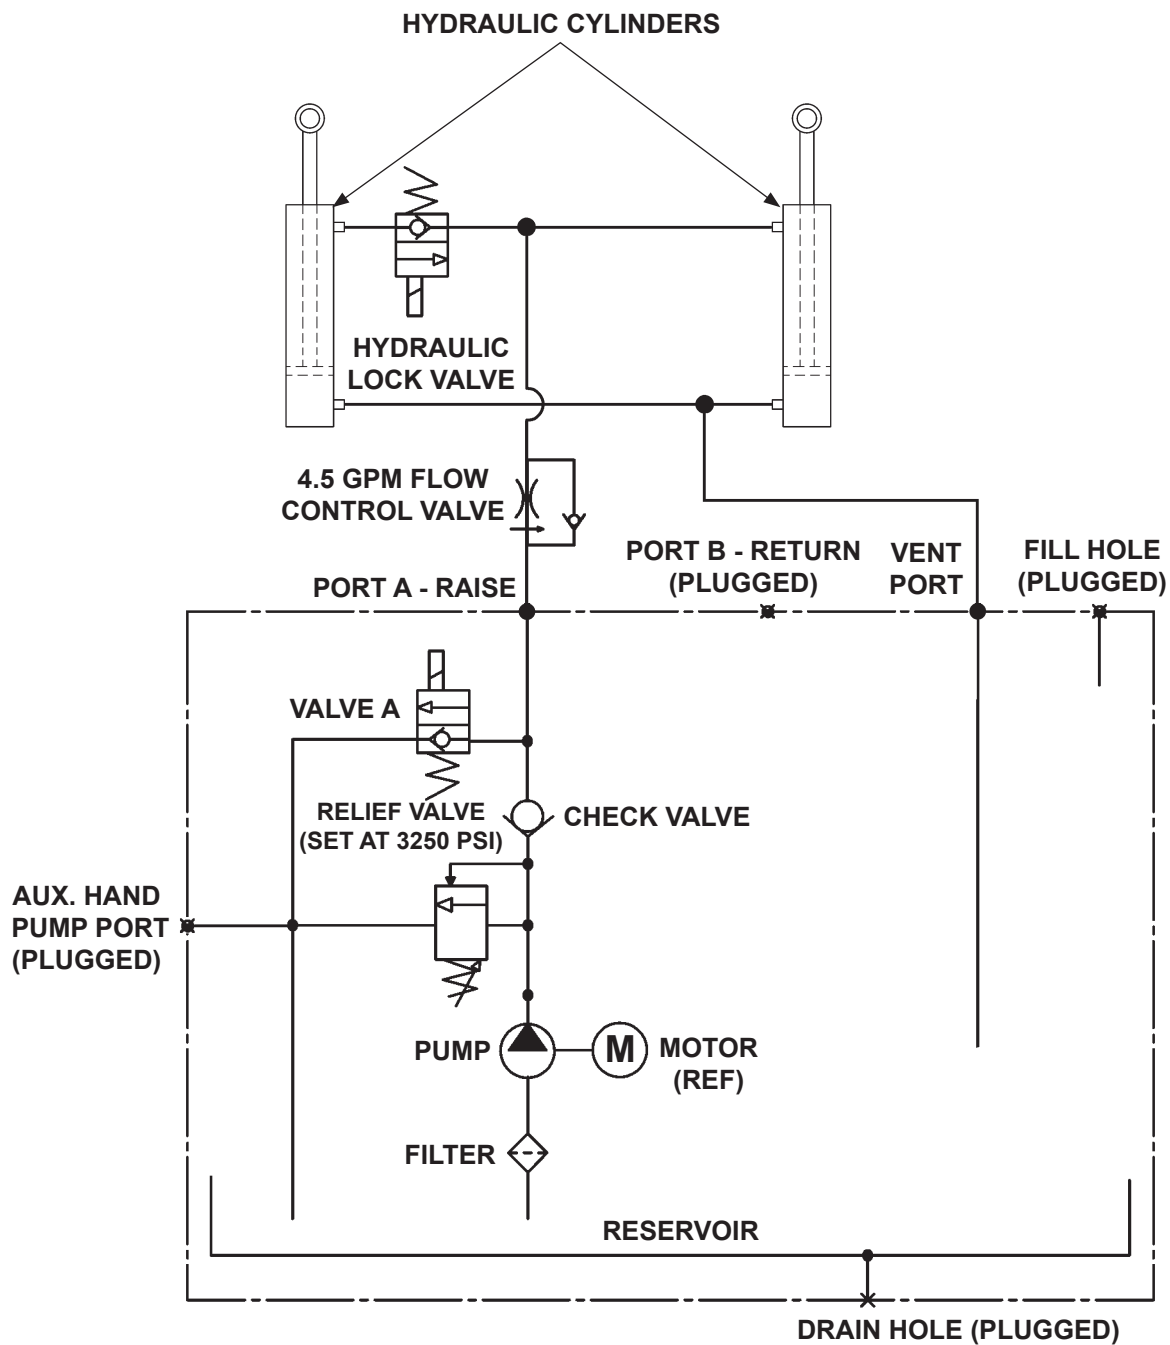 HYDRAULIC CYLINDERS
HYDRAULIC
LOCK VALVE
4.5 GPM FLOW
CONTROL VALVE
PORT A - RAISE
PORT B - RETURN
(PLUGGED)
VENT
PORT
FILL HOLE
(PLUGGED)
VALVE A
RELIEF VALVE
(SET AT 3250 PSI)
CHECK VALVE
AUX. HAND
PUMP PORT
(PLUGGED)
PUMP
M
MOTOR
(REF)
FILTER
RESERVOIR
DRAIN HOLE (PLUGGED)